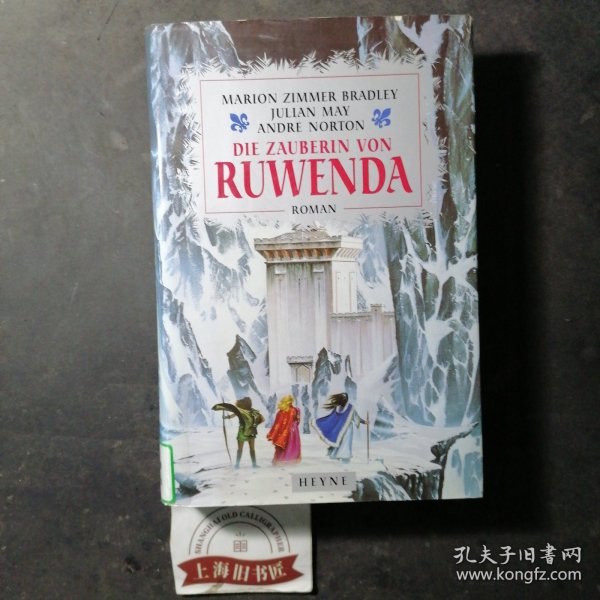 MARION ZIMMER BRADLEY
JULIAN MAY
ANDRE NORTON
DIE ZAUBERIN VON
RUWENDA
ROMAN
HEYNE
SHANGHAI OLD CALLIGRAPHER
上海旧书匠
孔夫子旧书网
www.kongfz.com